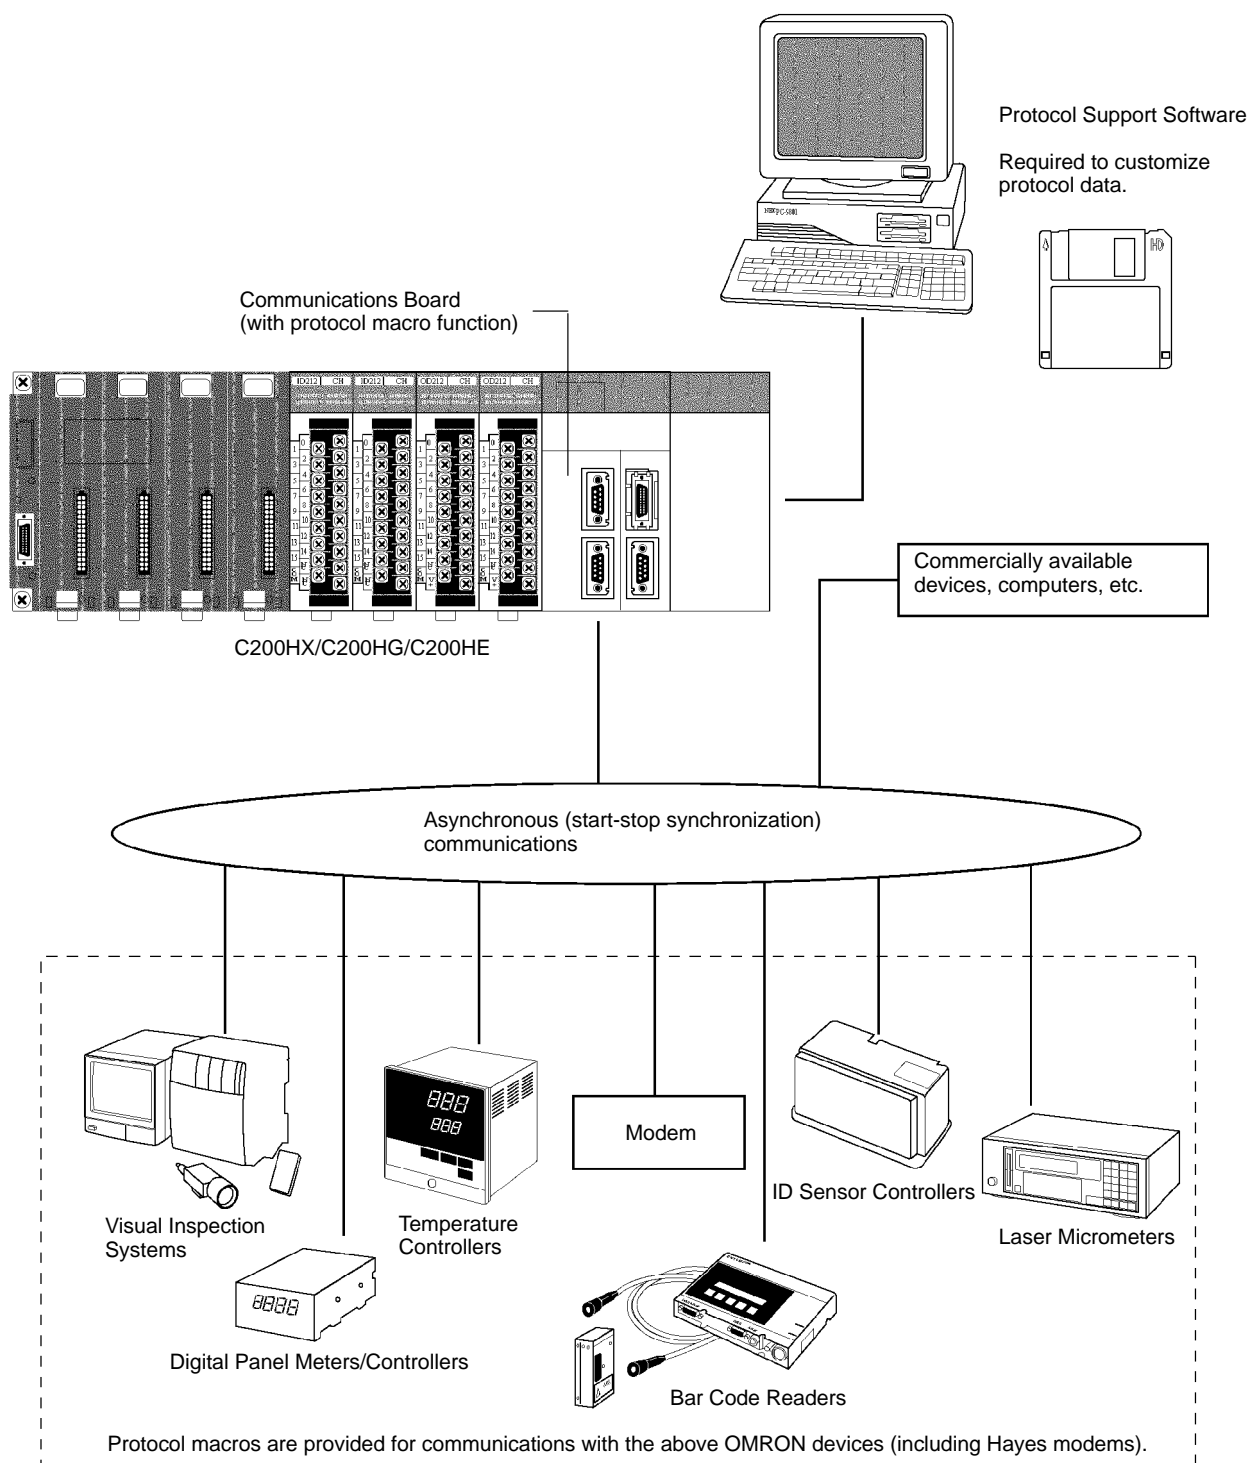 Protocol Support Software
Required to customize
protocol data.
HD
Communications Board
(with protocol macro function)
ID212 CH ID212 CH OD212 CH OD212 CH
C200HX/C200HG/C200HE
Commercially available
devices, computers, etc.
Asynchronous (start-stop synchronization)
communications
Modem
ID Sensor Controllers
Visual Inspection
Systems
Temperature
Controllers
Laser Micrometers
Digital Panel Meters/Controllers
Bar Code Readers
Protocol macros are provided for communications with the above OMRON devices (including Hayes modems).